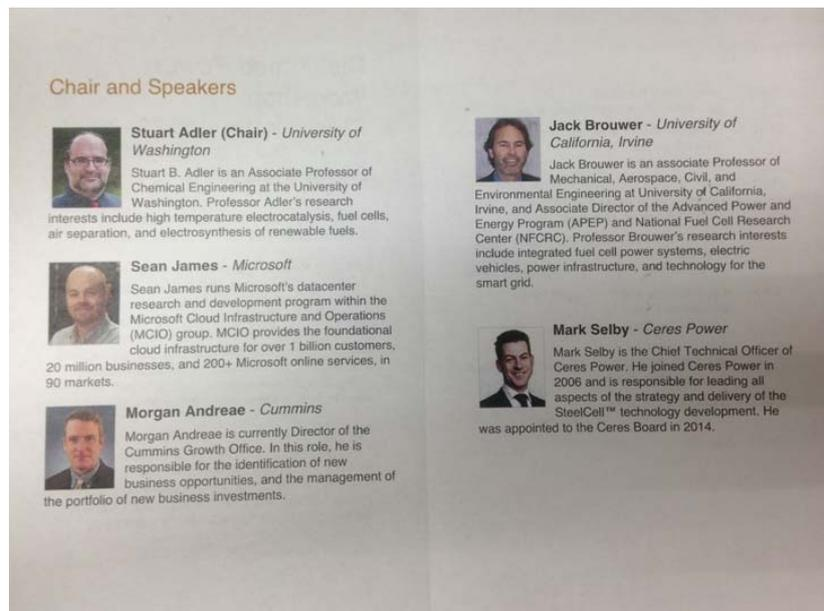 Chair and Speakers
Stuart Adler (Chair) - University of
Washington
Stuart B. Adler is an Associate Professor of
Chemical Engineering at the University of
Washington. Professor Adler's research
interests include high temperature electrocatalysis, fuel cells,
air separation, and electrosynthesis of renewable fuels.
Sean James - Microsoft
Sean James runs Microsoft's datacenter
research and development program within the
Microsoft Cloud Infrastructure and Operations
(MCIO) group. MCIO provides the foundational
cloud infrastructure for over 1 billion customers,
20 million businesses, and 200+ Microsoft online services, in
90 markets.
Morgan Andreae - Cummins
Morgan Andreae is currently Director of the
Cummins Growth Office. In this role, he is
responsible for the identification of new
business opportunities, and the management of
the portfolio of new business investments.
Jack Brouwer - University of
California, Irvine
Jack Brouwer is an associate Professor of
Mechanical, Aerospace, Civil, and
Environmental Engineering at University of California,
Irvine, and Associate Director of the Advanced Power and
Energy Program (APEP) and National Fuel Cell Research
Center (NFCRC). Professor Brouwer's research interests
include integrated fuel cell power systems, electric
vehicles, power infrastructure, and technology for the
smart grid.
Mark Selby - Ceres Power
Mark Selby is the Chief Technical Officer of
Ceres Power. He joined Ceres Power in
2006 and is responsible for leading all
aspects of the strategy and delivery of the
SteelCell™ technology development. He
was appointed to the Ceres Board in 2014.